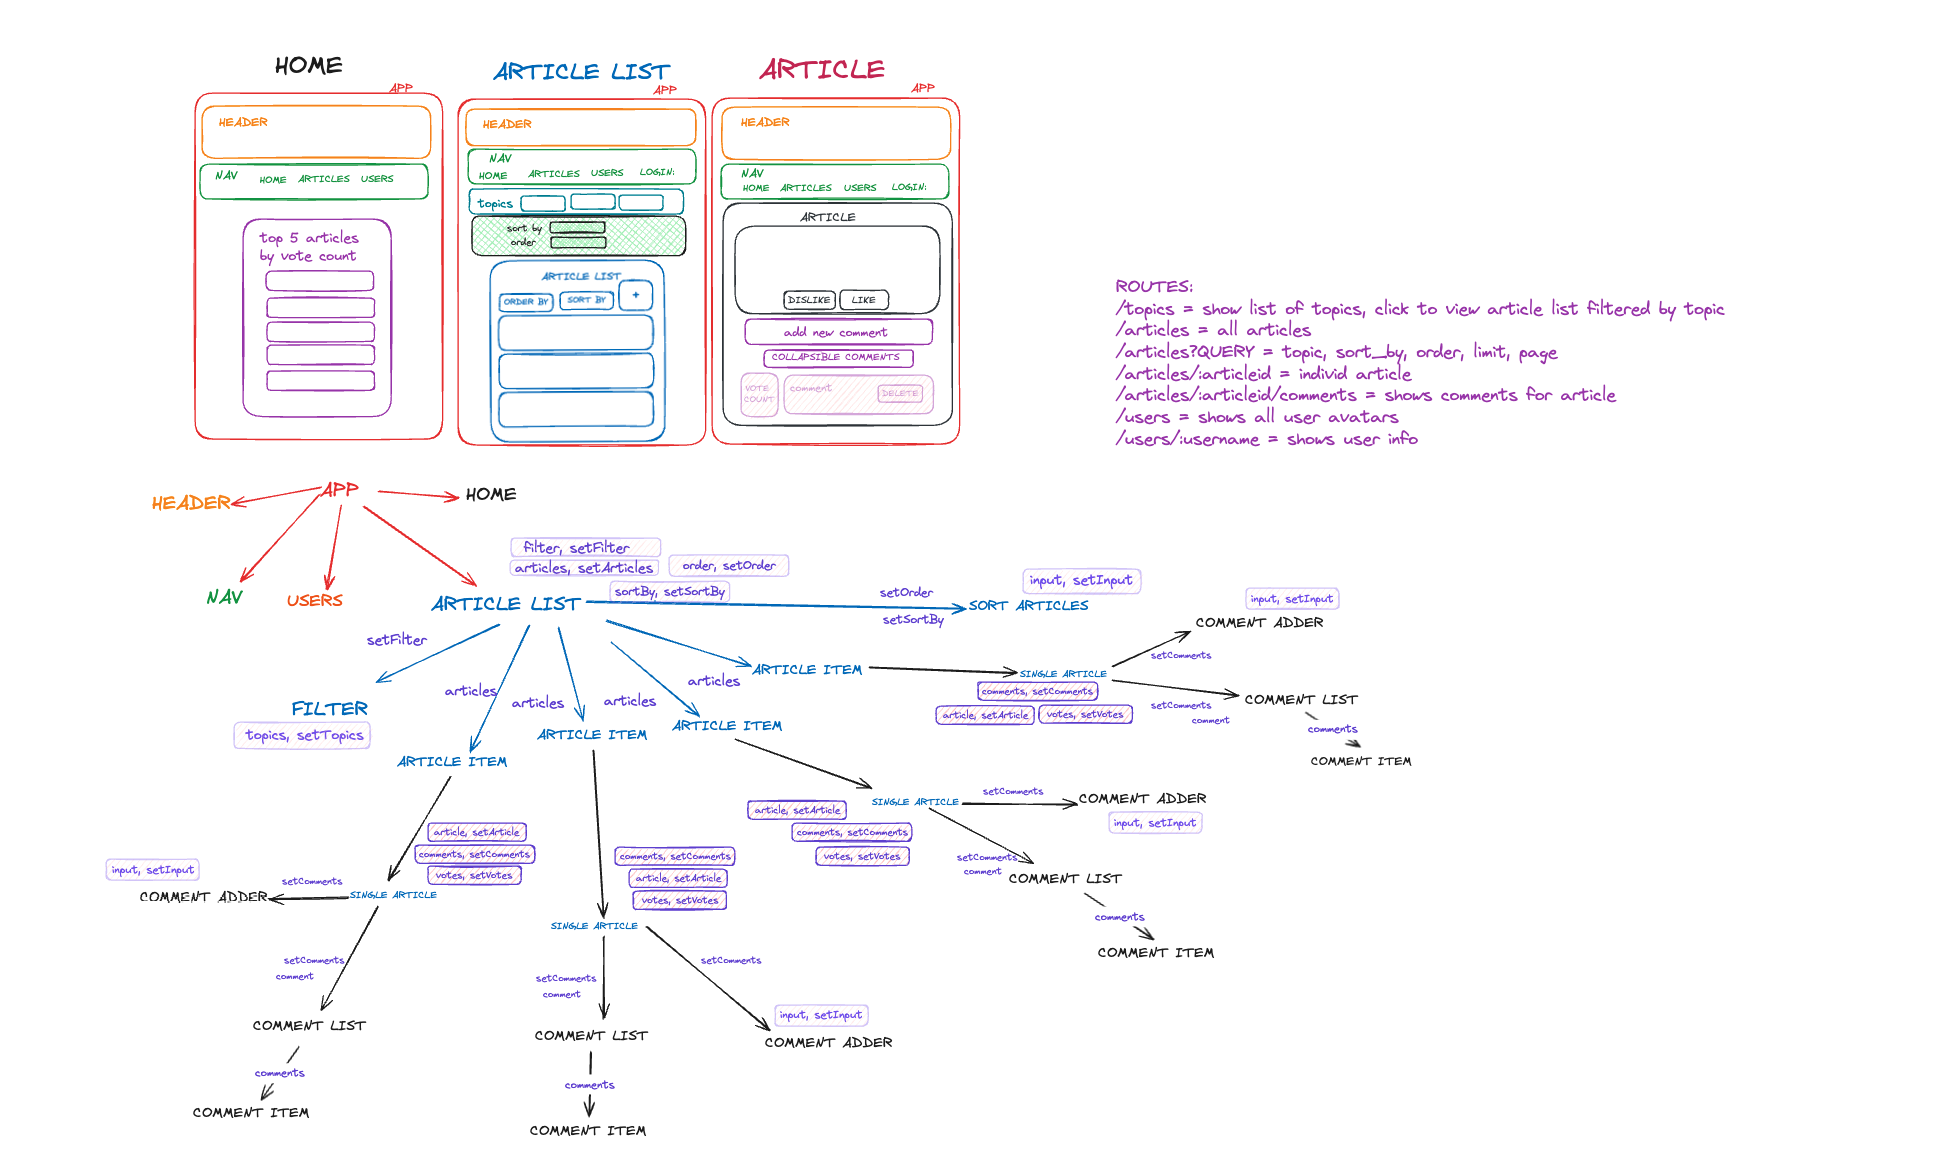 HOME
APP
HEADER
NAV
HOME
ARTICLES
USERS
top 5 articles
by vote count
ARTICLE LIST
APP
HEADER
NAV
HOME
ARTICLES
USERS
LOGIN:
topics
sort by
order
ARTICLE LIST
ORDER BY
SORT BY
+
ARTICLE
APP
HEADER
NAV
HOME
ARTICLES
USERS
LOGIN:
ARTICLE
DISLIKE
LIKE
add new comment
COLLAPSIBLE COMMENTS
VOTE
COUNT
comment
DELETE
ROUTES:
/topics = show list of topics, click to view article list filtered by topic
/articles = all articles
/articles?QUERY = topic, sort_by, order, limit, page
/articles/:articleid = individ article
/articles/:articleid/comments = shows comments for article
/users = shows all user avatars
/users/:username = shows user info
APP
HEADER
HOME
NAV
USERS
filter, setFilter
articles, setArticles
order, setOrder
sortBy, setSortBy
ARTICLE LIST
setOrder
setSortBy
input, setInput
SORT ARTICLES
setFilter
FILTER
topics, setTopics
articles
articles
articles
articles
ARTICLE ITEM
SINGLE ARTICLE
comments, setComments
article, setArticle
votes, setVotes
setComments
input, setInput
COMMENT ADDER
setComments
comment
COMMENT LIST
comments
COMMENT ITEM
ARTICLE ITEM
SINGLE ARTICLE
article, setArticle
comments, setComments
votes, setVotes
setComments
COMMENT ADDER
input, setInput
setComments
comment
COMMENT LIST
comments
COMMENT ITEM
ARTICLE ITEM
comments, setComments
article, setArticle
votes, setVotes
SINGLE ARTICLE
setComments
comment
setComments
input, setInput
COMMENT ADDER
COMMENT LIST
comments
COMMENT ITEM
ARTICLE ITEM
article, setArticle
comments, setComments
votes, setVotes
SINGLE ARTICLE
setComments
input, setInput
COMMENT ADDER
setComments
comment
COMMENT LIST
comments
COMMENT ITEM